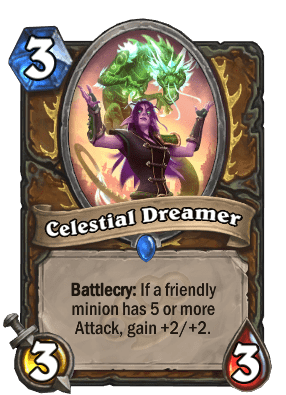 3
Celestial Dreamer
Battlecry: If a friendly
minion has 5 or more
Attack, gain +2/+2.
3
3